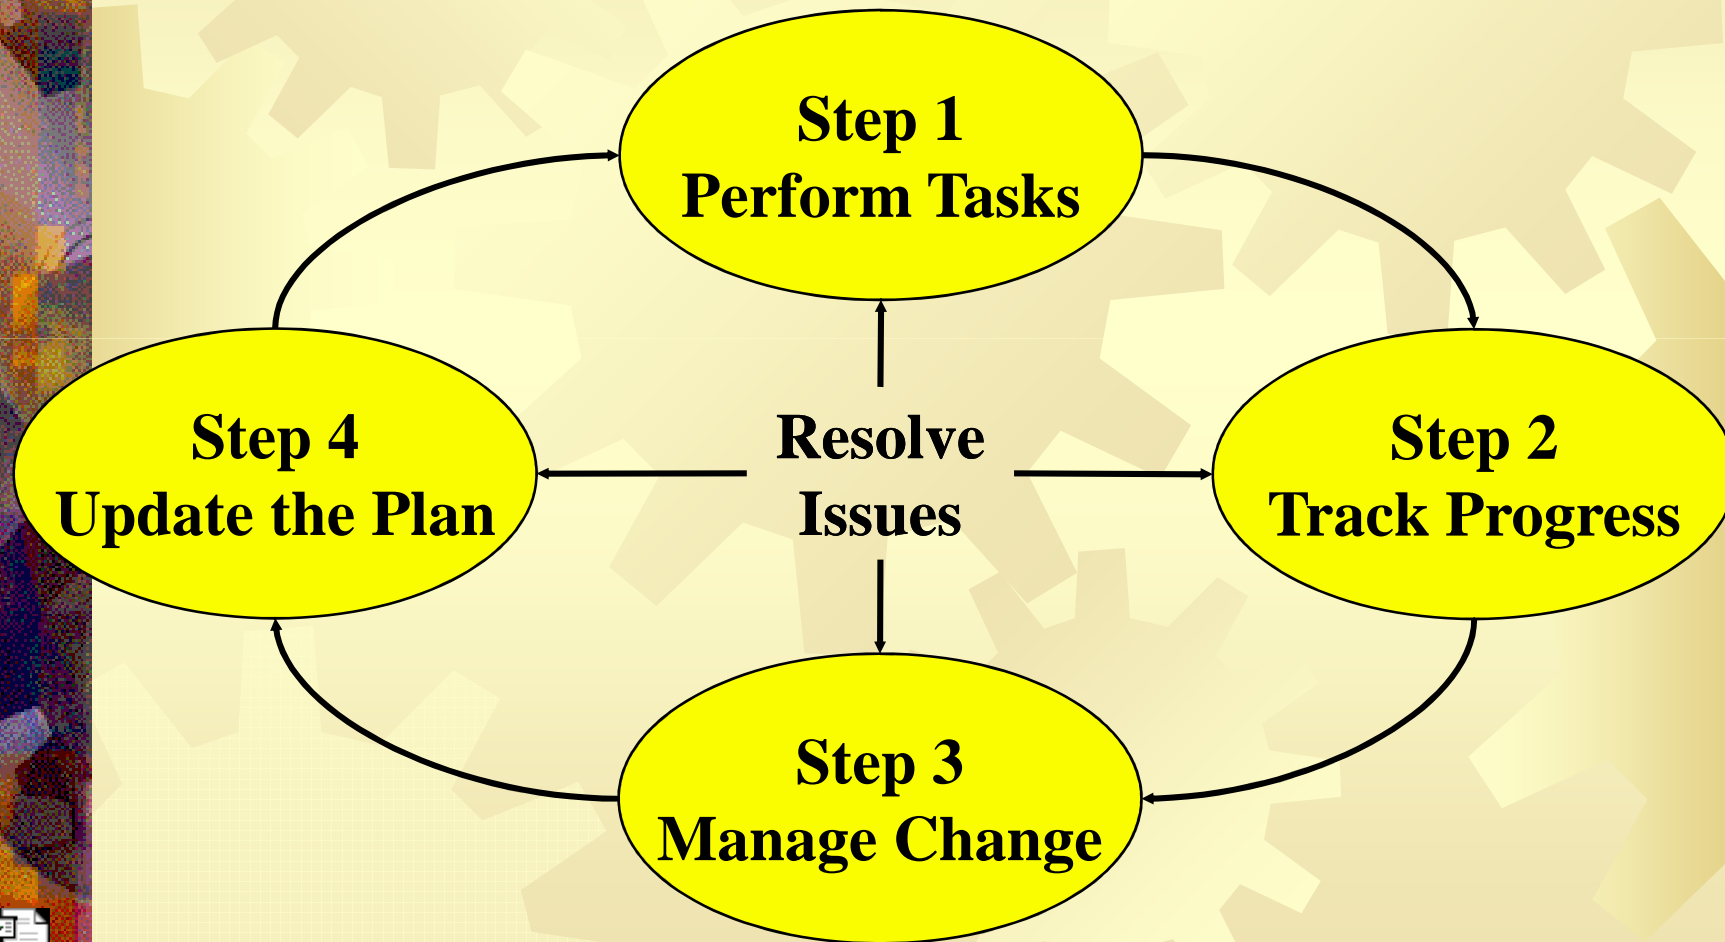 Step 1
Perform Tasks
Step 4
Update the Plan
Resolve
Issues
Step 2
Track Progress
Step 3
Manage Change